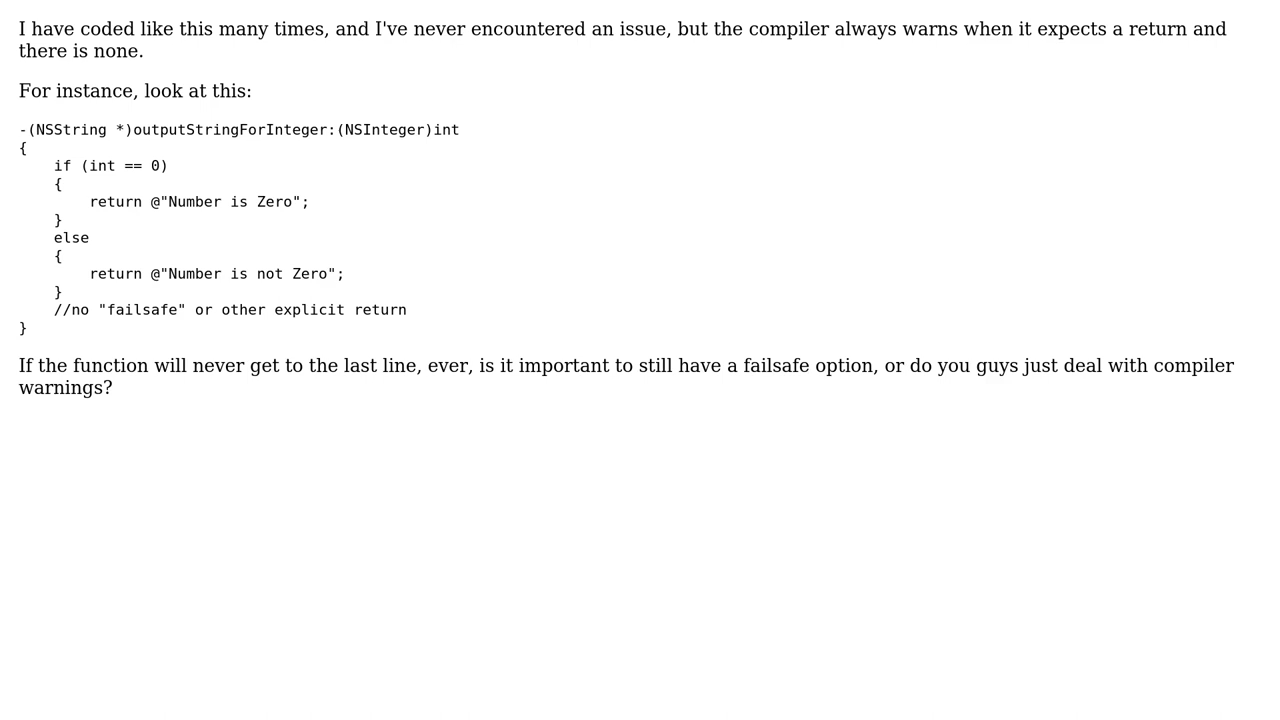 I have coded like this many times, and I've never encountered an issue, but the compiler always warns when it expects a return and
there is none.
For instance, look at this:
-(NSString *)outputStringForInteger:(NSInteger)int
{
    if (int == 0)
    {
        return @"Number is Zero";
    }
    else
    {
        return @"Number is not Zero";
    }
    //no "failsafe" or other explicit return
}
If the function will never get to the last line, ever, is it important to still have a failsafe option, or do you guys just deal with compiler
warnings?